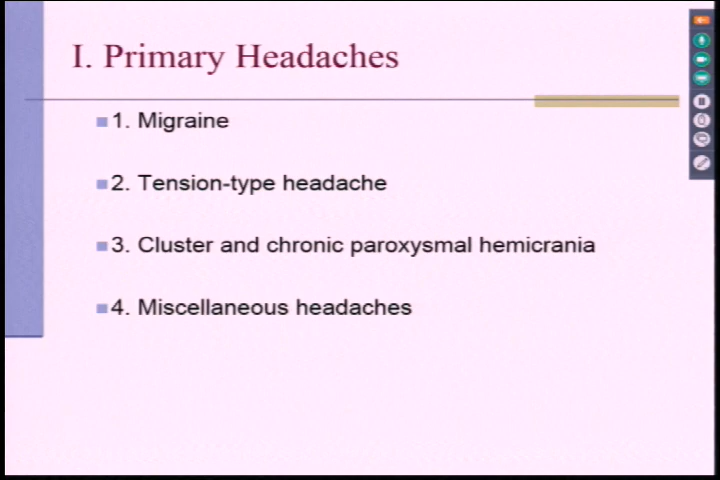 I. Primary Headaches
1. Migraine
2. Tension-type headache
3. Cluster and chronic paroxysmal hemicrania
4. Miscellaneous headaches